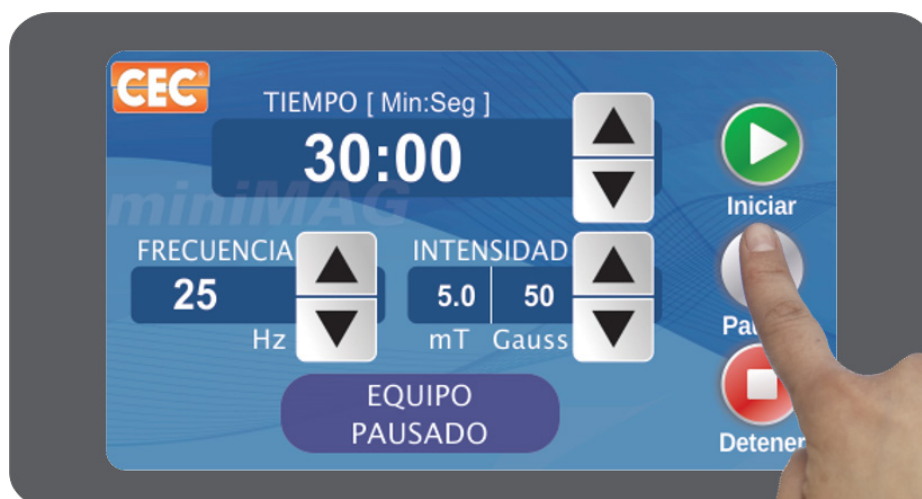 CEC
TIEMPO [ Min:Seg ]
30:00
miniMAG
Iniciar
FRECUENCIA
INTENSIDAD
25
5.0
50
Hz
mT
Gauss
EQUIPO
PAUSADO
Detener